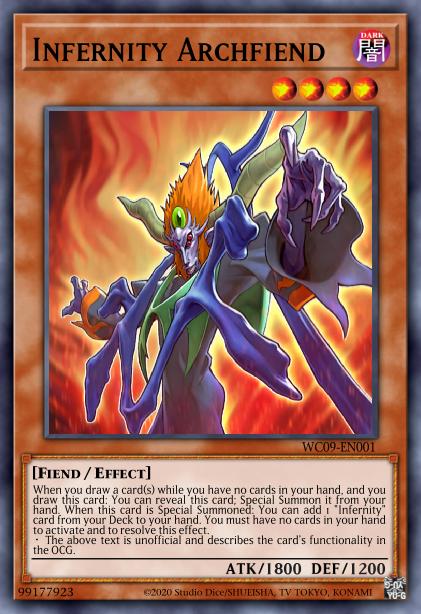 INFERNITY ARCHFIEND
DARK
闇
WC09-EN001
[FIEND / EFFECT]
When you draw a card(s) while you have no cards in your hand, and you
draw this card: You can reveal this card; Special Summon it from your
hand. When this card is Special Summoned: You can add 1 "Infernity"
card from your Deck to your hand. You must have no cards in your hand
to activate and to resolve this effect.
· The above text is unofficial and describes the card's functionality in
the OCG.
ATK/1800 DEF/1200
99177923 ©2020 Studio Dice/SHUEISHA, TV TOKYO, KONAMI